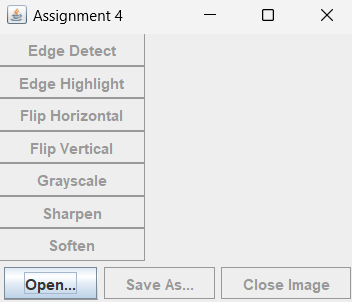 Assignment 4
Edge Detect
Edge Highlight
Flip Horizontal
Flip Vertical
Grayscale
Sharpen
Soften
Open... Save As... Close Image